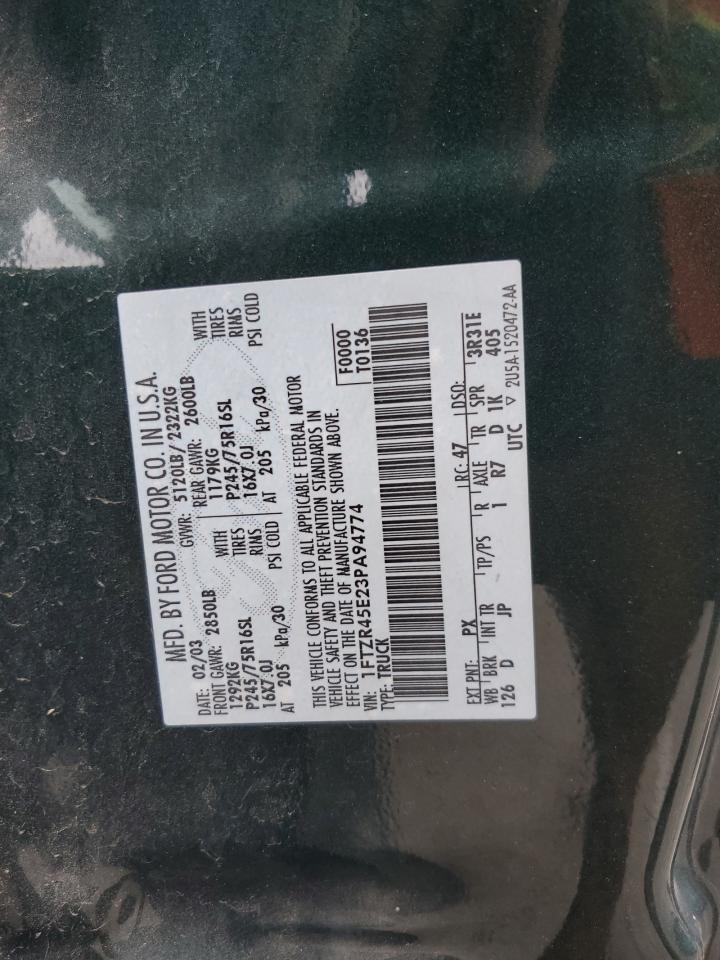 MFD. BY FORD MOTOR CO. IN U.S.A.
DATE: 02/03 GVWR: 5120LB/2322KG
FRONT GAWR: 2850LB REAR GAWR: 2600LB
1292KG WITH 1179KG WITH
P245/75R16SL TIRES P245/75R16SL TIRES
16X7.0J RIMS 16X7.0J RIMS
AT 205 kPa/30 PSI COLD AT 205 kPa/30 PSI COLD
THIS VEHICLE CONFORMS TO ALL APPLICABLE FEDERAL MOTOR
VEHICLE SAFETY AND THEFT PREVENTION STANDARDS IN
EFFECT ON THE DATE OF MANUFACTURE SHOWN ABOVE.
VIN: 1FTZR45E23PA94774 F0000
TYPE: TRUCK T0136
EXT PNT: PX RC: 47 DSO: 3R31E
WB BRK INT TR TP/PS R AXLE TR SPR 405
126 D JP 1 R7 D 1K
UTC ▽ 2U5A-1520472-AA